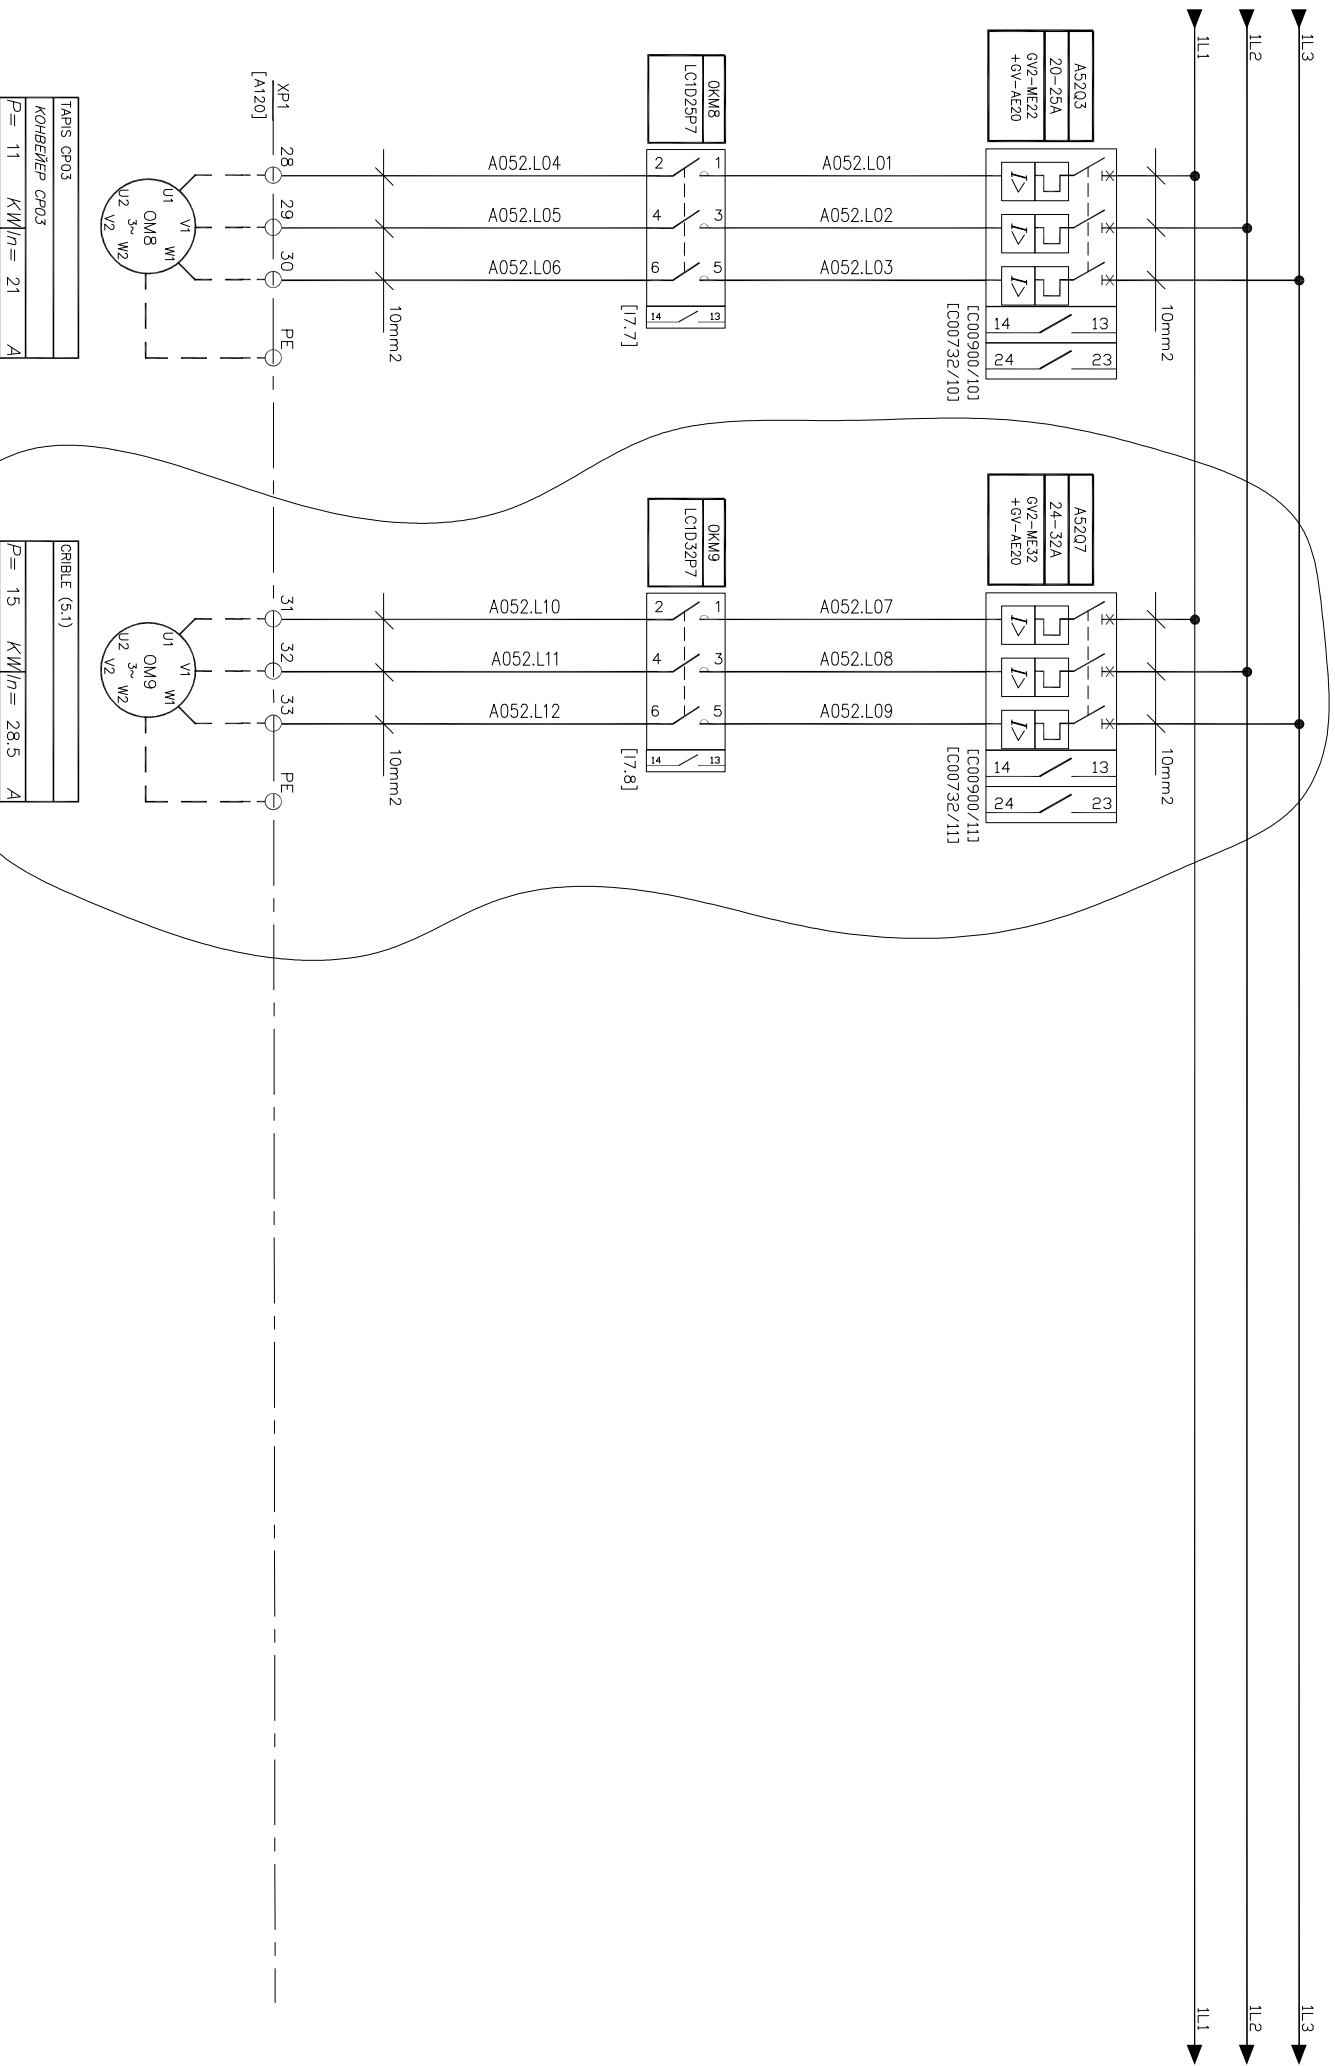 1L3
1L2
1L1
1L3
1L2
1L1
10mm2
A52Q3
20-25A
GV2-ME22
+GV-AE20
I>
I>
I>
13
14
23
24
[C00900/10]
[C00732/10]
A052.L01
A052.L02
A052.L03
0KM8
LC1D25P7
1
2
3
4
5
6
13
14
[17.7]
A052.L04
A052.L05
A052.L06
10mm2
XP1
[A120]
28
29
30
PE
U1
V1
W1
0M8
3~
U2
V2
W2
TAPIS CP03
КОНВЕЙЕР CP03
P= 11 KW In= 21 A
10mm2
A52Q7
24-32A
GV2-ME32
+GV-AE20
I>
I>
I>
13
14
23
24
[C00900/11]
[C00732/11]
A052.L07
A052.L08
A052.L09
0KM9
LC1D32P7
1
2
3
4
5
6
13
14
[17.8]
A052.L10
A052.L11
A052.L12
10mm2
31
32
33
PE
U1
V1
W1
0M9
3~
U2
V2
W2
CRIBLE (5.1)
P= 15 KW In= 28.5 A